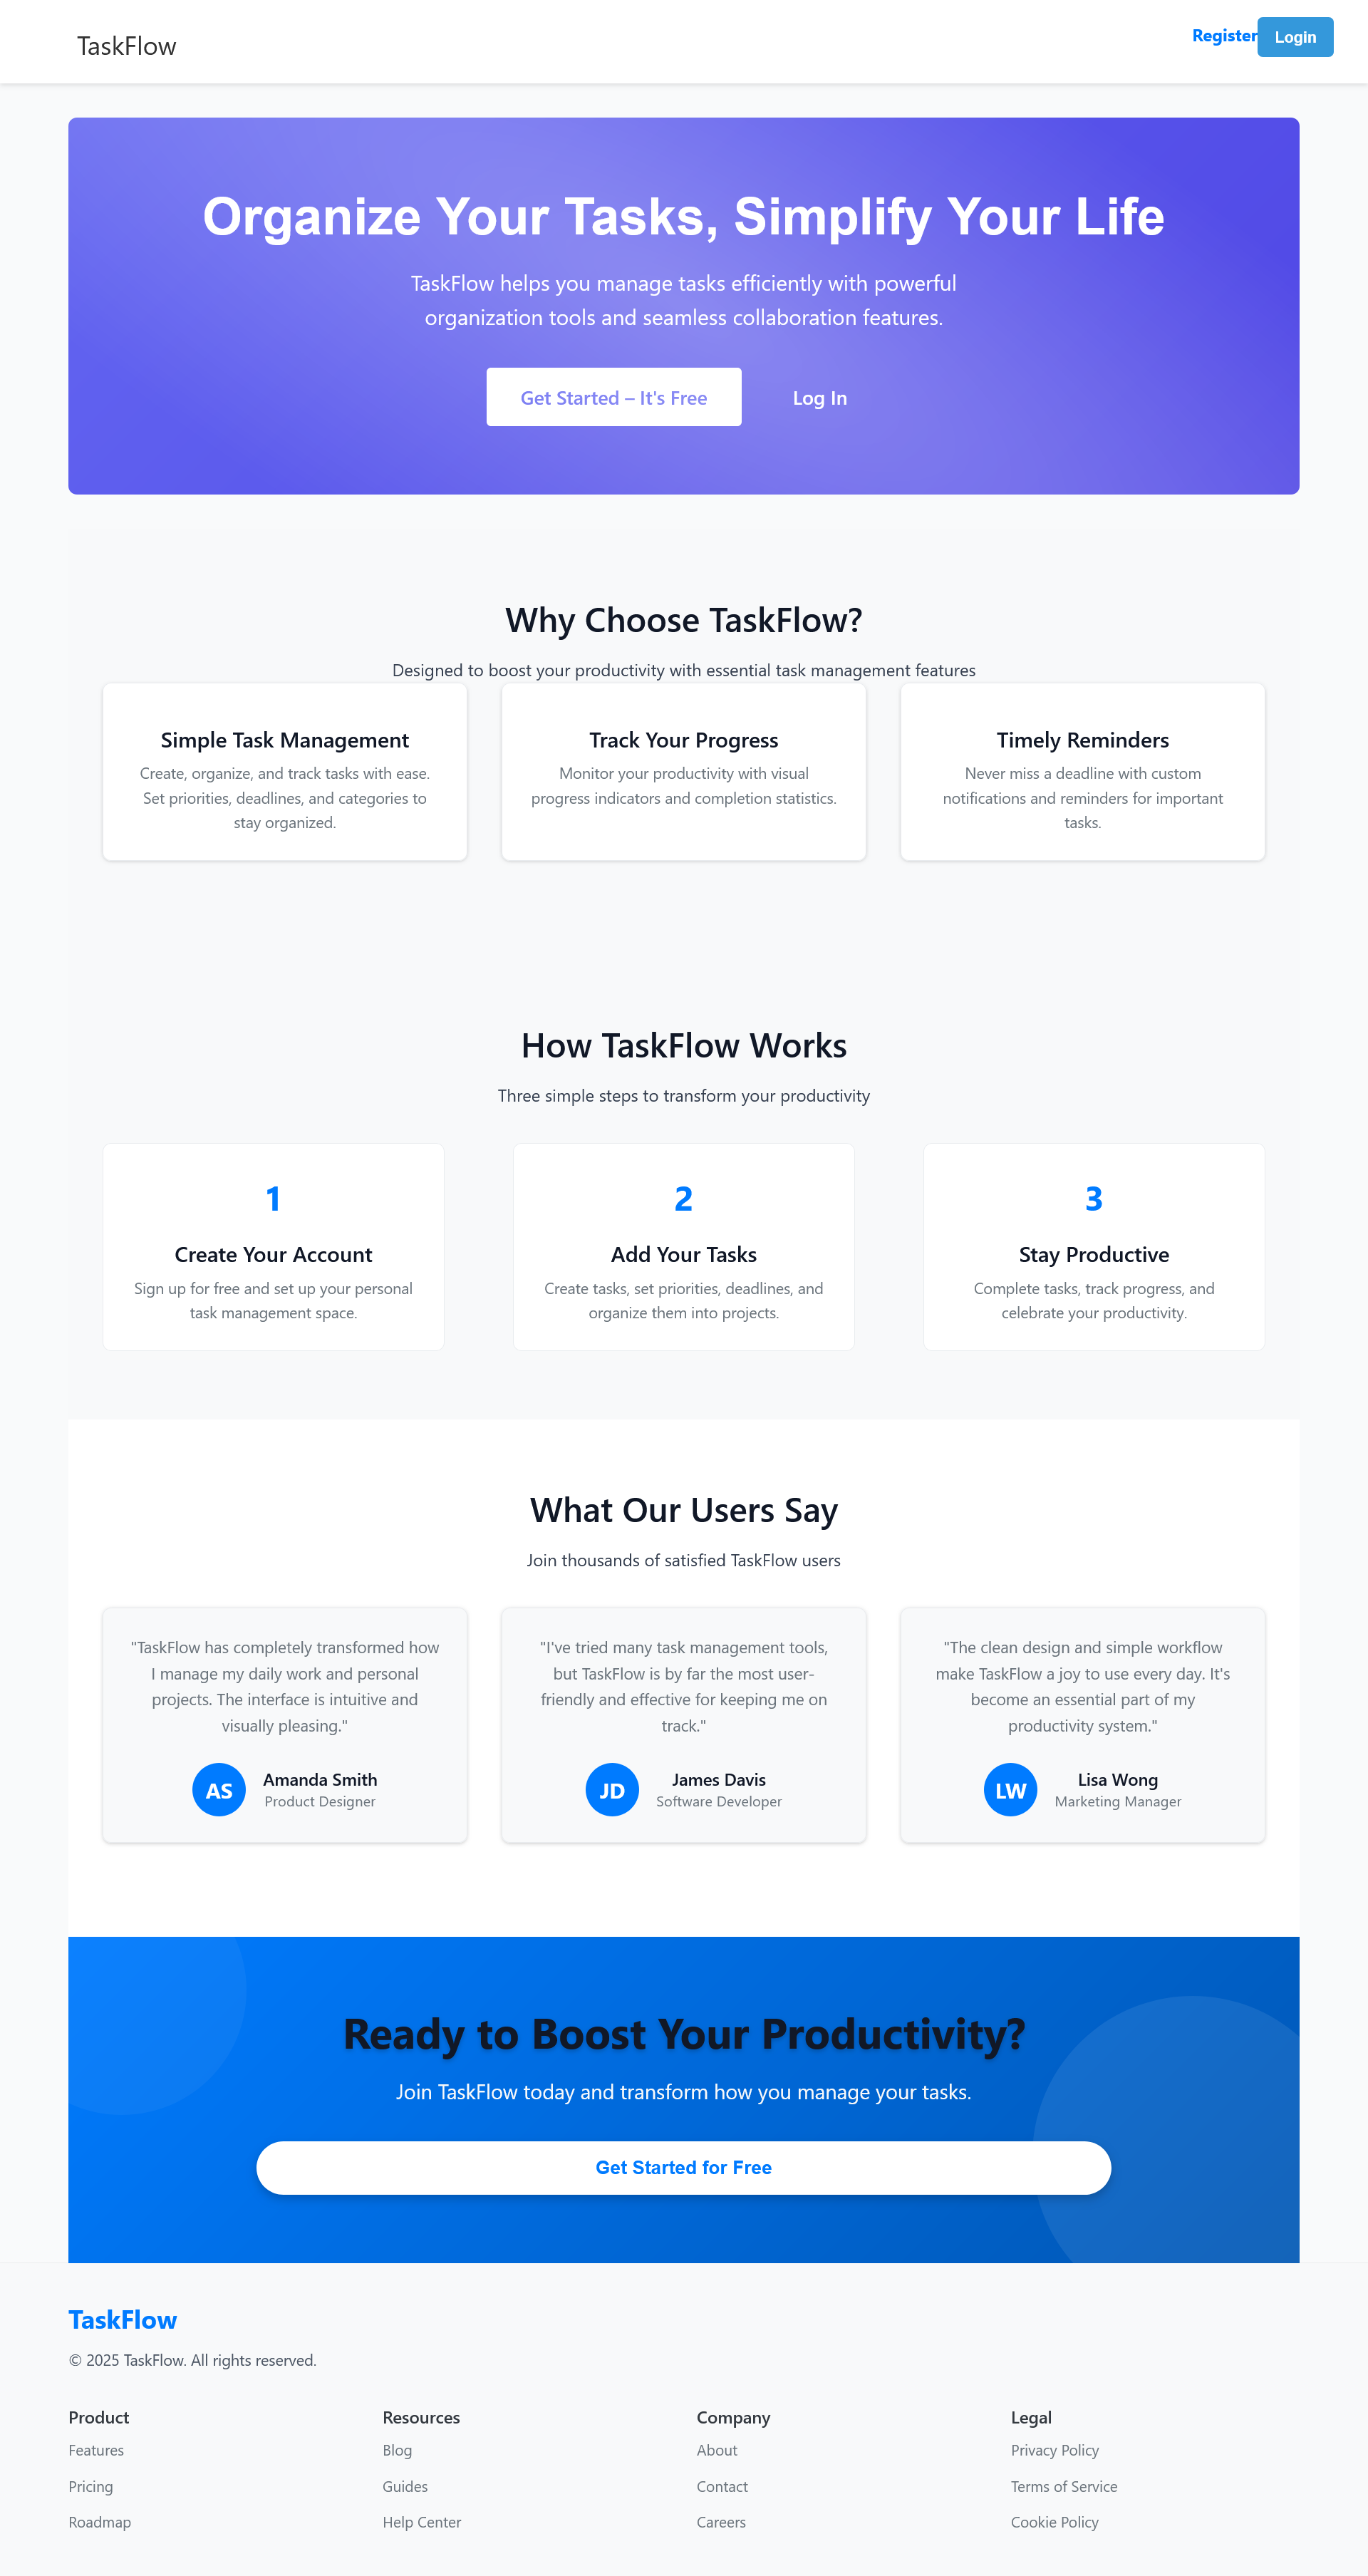 TaskFlow
Register
Login
Organize Your Tasks, Simplify Your Life
TaskFlow helps you manage tasks efficiently with powerful
organization tools and seamless collaboration features.
Get Started – It's Free
Log In
Why Choose TaskFlow?
Designed to boost your productivity with essential task management features
Simple Task Management
Create, organize, and track tasks with ease.
Set priorities, deadlines, and categories to
stay organized.
Track Your Progress
Monitor your productivity with visual
progress indicators and completion statistics.
Timely Reminders
Never miss a deadline with custom
notifications and reminders for important
tasks.
How TaskFlow Works
Three simple steps to transform your productivity
1
Create Your Account
Sign up for free and set up your personal
task management space.
2
Add Your Tasks
Create tasks, set priorities, deadlines, and
organize them into projects.
3
Stay Productive
Complete tasks, track progress, and
celebrate your productivity.
What Our Users Say
Join thousands of satisfied TaskFlow users
"TaskFlow has completely transformed how
I manage my daily work and personal
projects. The interface is intuitive and
visually pleasing."
AS
Amanda Smith
Product Designer
"I've tried many task management tools,
but TaskFlow is by far the most user-
friendly and effective for keeping me on
track."
JD
James Davis
Software Developer
"The clean design and simple workflow
make TaskFlow a joy to use every day. It's
become an essential part of my
productivity system."
LW
Lisa Wong
Marketing Manager
Ready to Boost Your Productivity?
Join TaskFlow today and transform how you manage your tasks.
Get Started for Free
TaskFlow
© 2025 TaskFlow. All rights reserved.
Product
Features
Pricing
Roadmap
Resources
Blog
Guides
Help Center
Company
About
Contact
Careers
Legal
Privacy Policy
Terms of Service
Cookie Policy